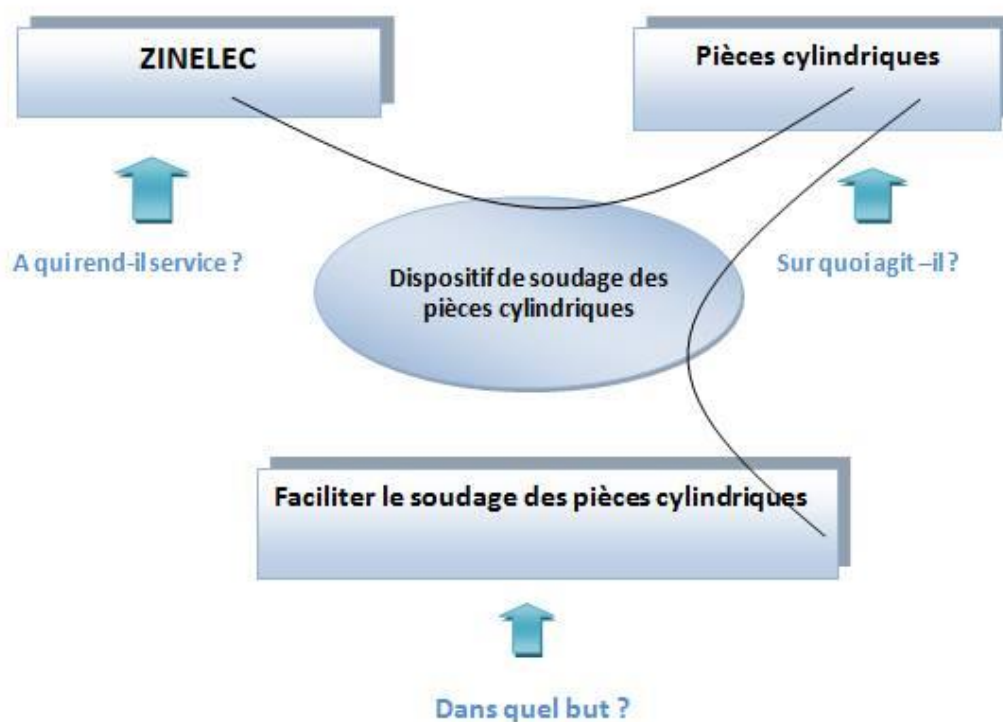 ZINELEC
Pièces cylindriques
A qui rend-il service ?
Sur quoi agit –il ?
Dispositif de soudage des
pièces cylindriques
Faciliter le soudage des pièces cylindriques
Dans quel but ?